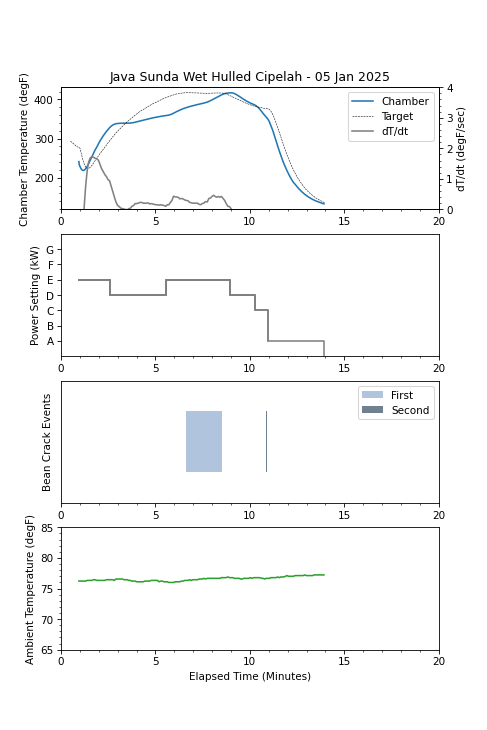 Java Sunda Wet Hulled Cipelah - 05 Jan 2025
Chamber Temperature (degF)
400
300
200
Chamber
Target
dT/dt
4
3
2
1
0
dT/dt (degF/sec)
0 5 10 15 20
Power Setting (kW)
G
F
E
D
C
B
A
0 5 10 15 20
Bean Crack Events
First
Second
0 5 10 15 20
Ambient Temperature (degF)
85
80
75
70
65
0 5 10 15 20
Elapsed Time (Minutes)